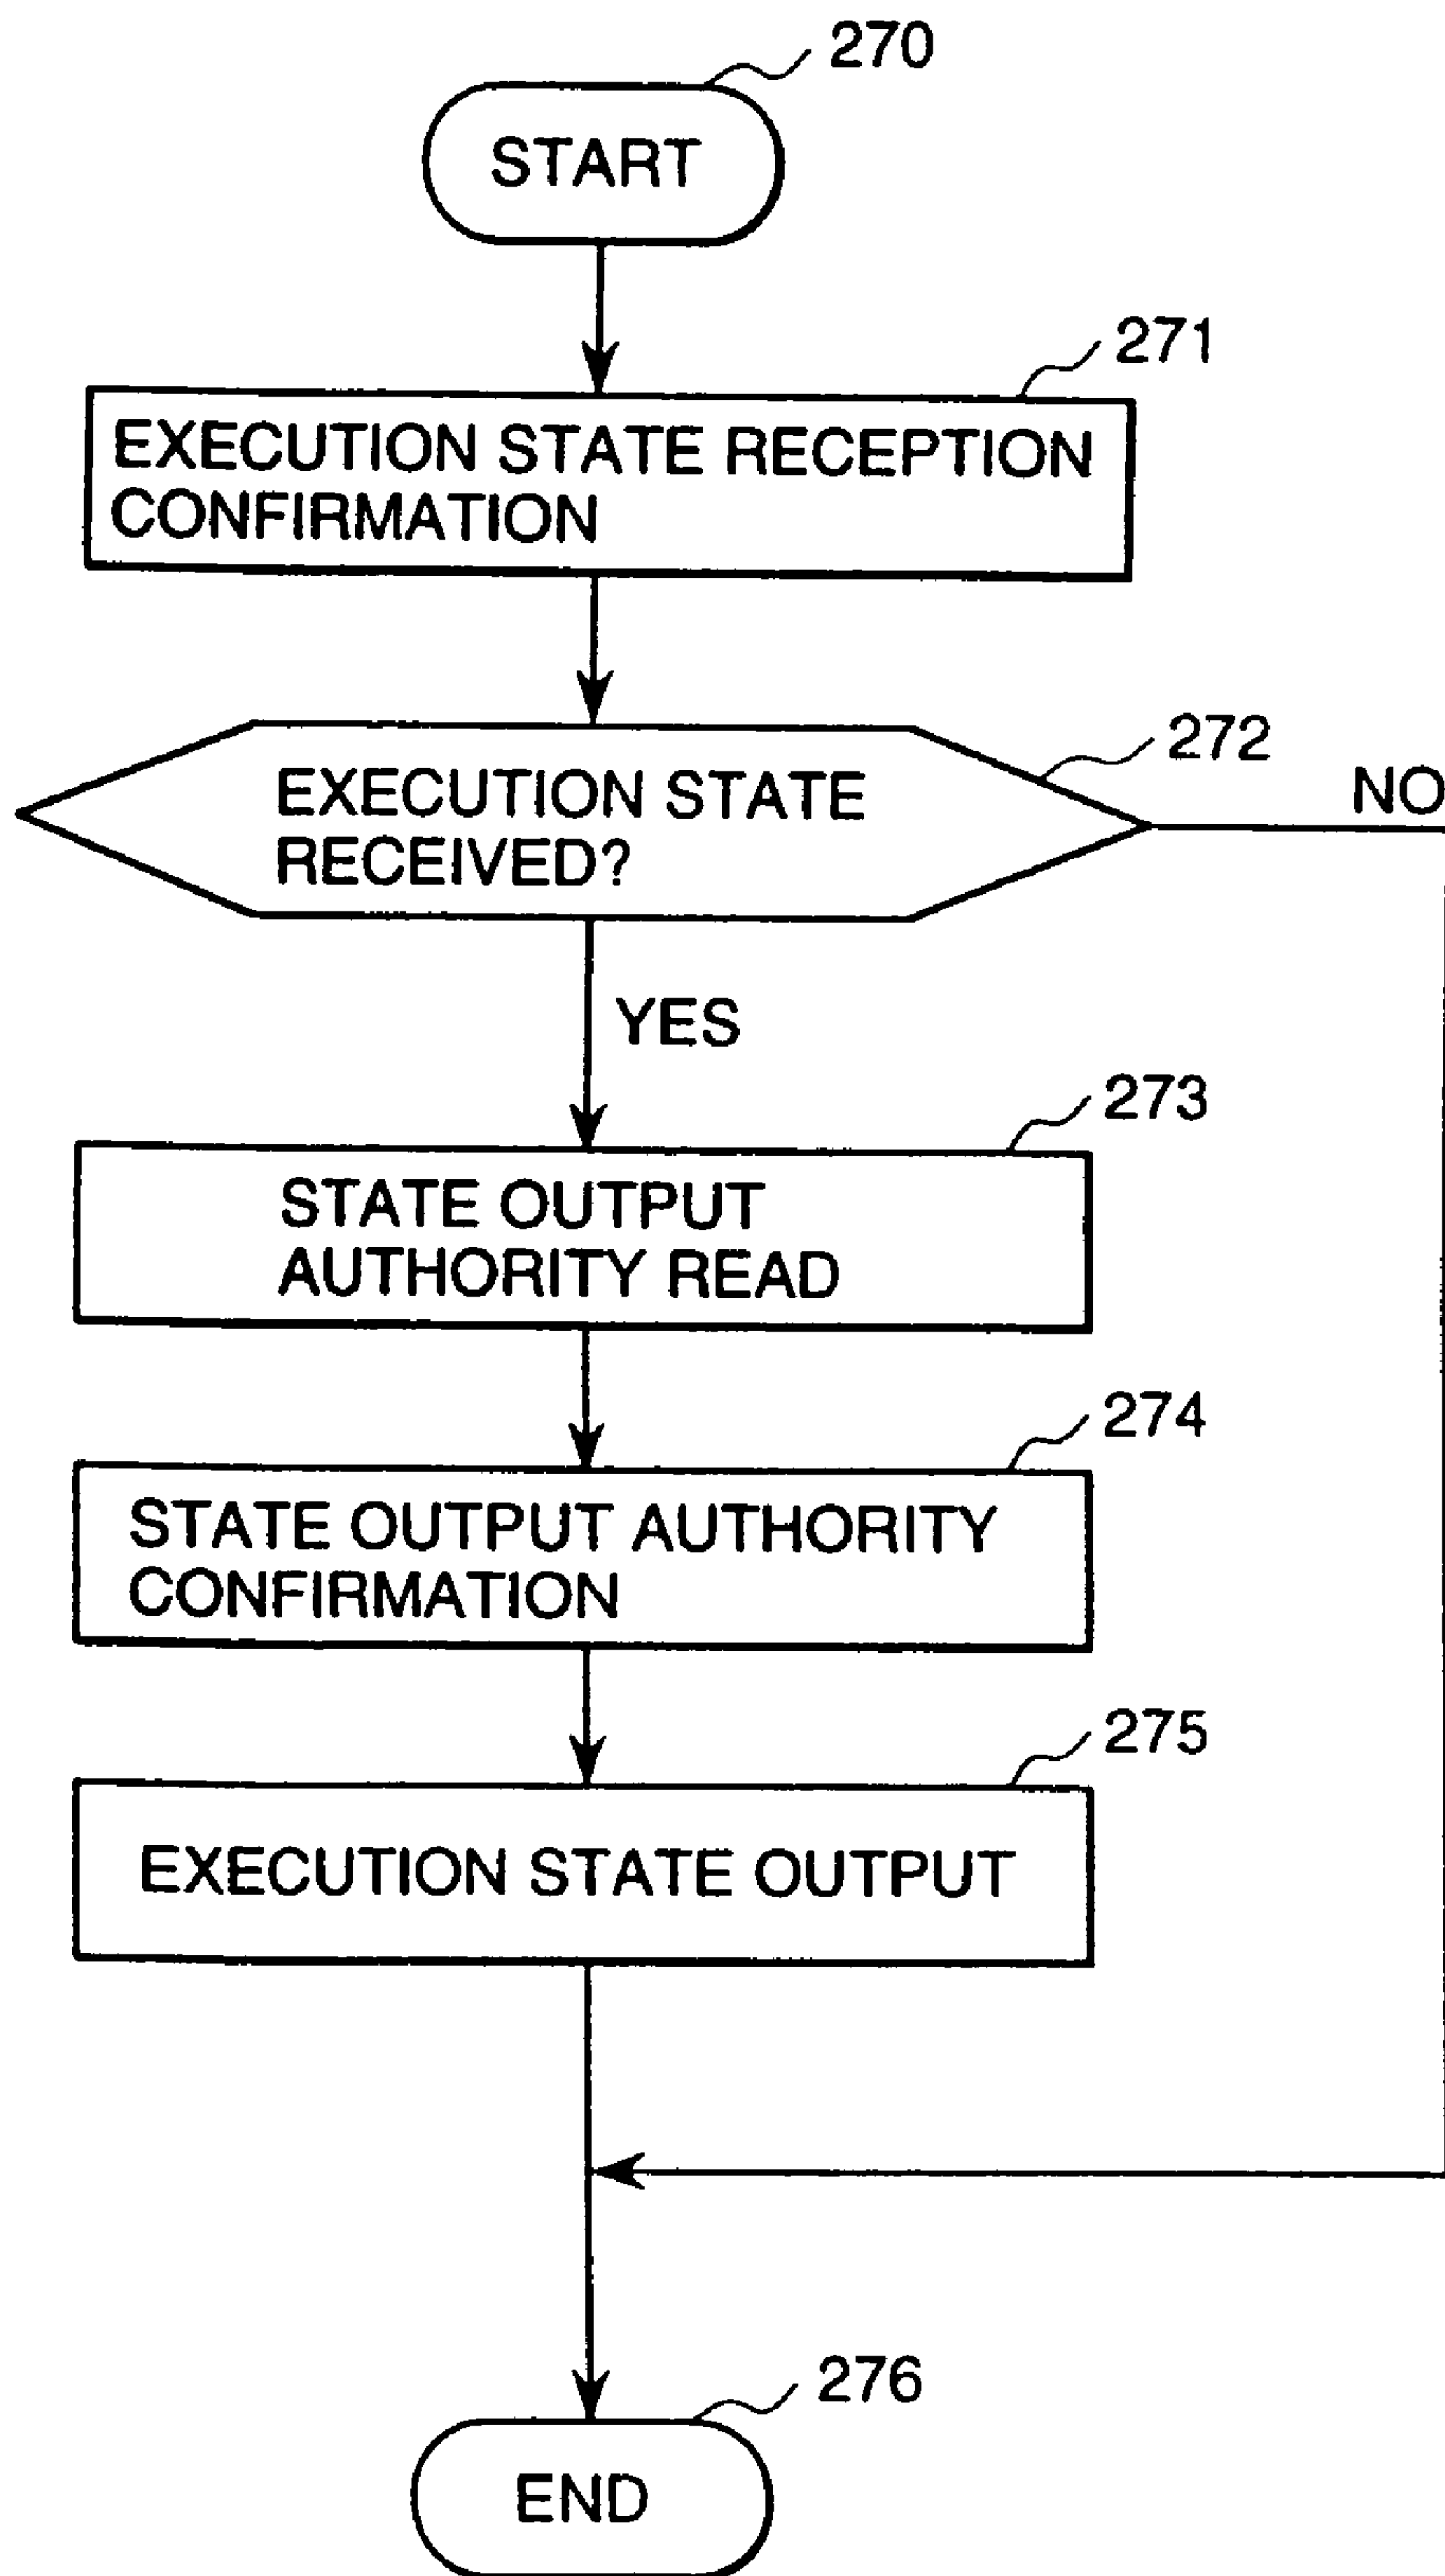 270
START
271
EXECUTION STATE RECEPTION
CONFIRMATION
272
NO
EXECUTION STATE
RECEIVED?
YES
273
STATE OUTPUT
AUTHORITY READ
274
STATE OUTPUT AUTHORITY
CONFIRMATION
275
EXECUTION STATE OUTPUT
276
END